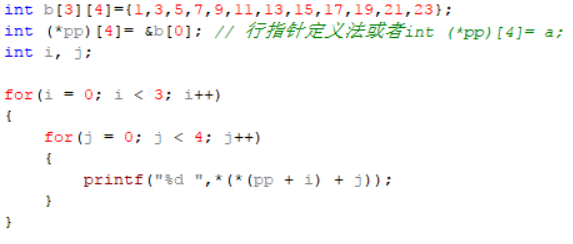 int b[3][4]={1,3,5,7,9,11,13,15,17,19,21,23};
int (*pp)[4]= &b[0]; // 行指针定义法或者int (*pp)[4]= a;
int i, j;
for(i = 0; i < 3; i++)
{
for(j = 0; j < 4; j++)
{
printf("%d ",*(*(pp + i) + j));
}
}